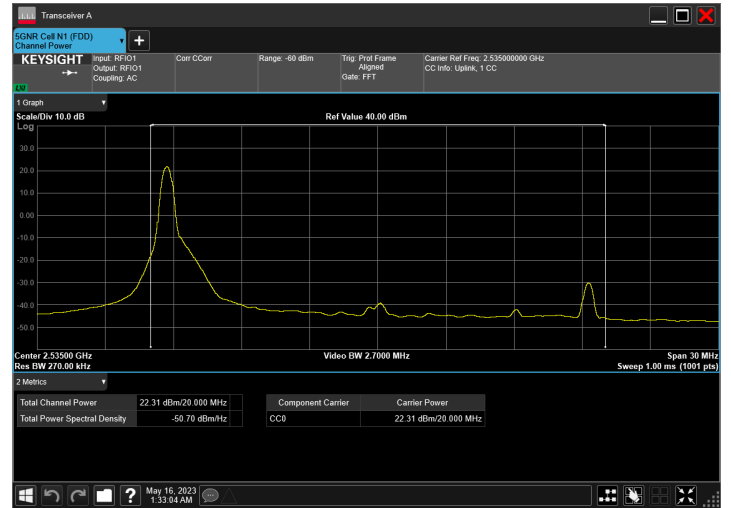 Transceiver A
5GNR Cell N1 (FDD)
Channel Power
KEYSIGHT
LXI
Input: RFIO1
Output: RFIO1
Coupling: AC
Corr CCorr
Range: -60 dBm
Trig: Prot Frame
Aligned
Gate: FFT
Carrier Ref Freq: 2.535000000 GHz
CC Info: Uplink, 1 CC
1 Graph
Scale/Div 10.0 dB
Ref Value 40.00 dBm
Log
30.0
20.0
10.0
0.00
-10.0
-20.0
-30.0
-40.0
-50.0
Center 2.53500 GHz
Video BW 2.7000 MHz
Span 30 MHz
Res BW 270.00 kHz
Sweep 1.00 ms (1001 pts)
2 Metrics
Total Channel Power 22.31 dBm/20.000 MHz
Total Power Spectral Density -50.70 dBm/Hz
Component Carrier Carrier Power
CC0 22.31 dBm/20.000 MHz
?
May 16, 2023
1:33:04 AM